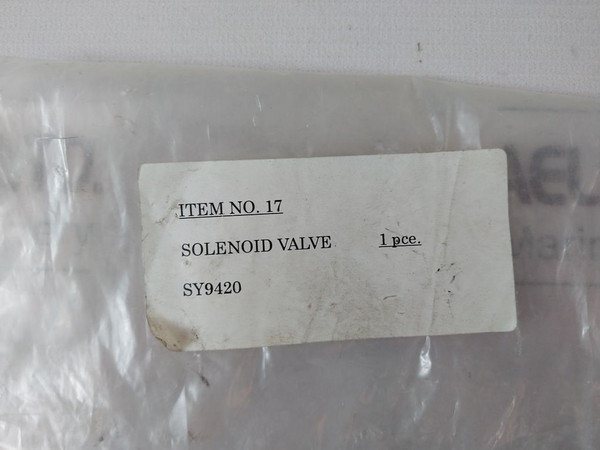 ITEM NO. 17
SOLENOID VALVE 1 pce.
SY9420